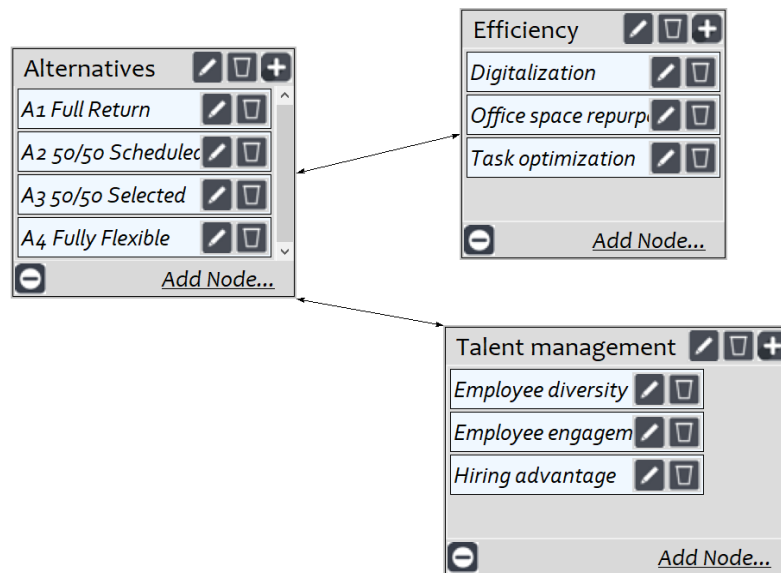 Alternatives
A1 Full Return
A2 50/50 Scheduled
A3 50/50 Selected
A4 Fully Flexible
Add Node...
Efficiency
Digitalization
Office space repurp
Task optimization
Add Node...
Talent management
Employee diversity
Employee engagem
Hiring advantage
Add Node...